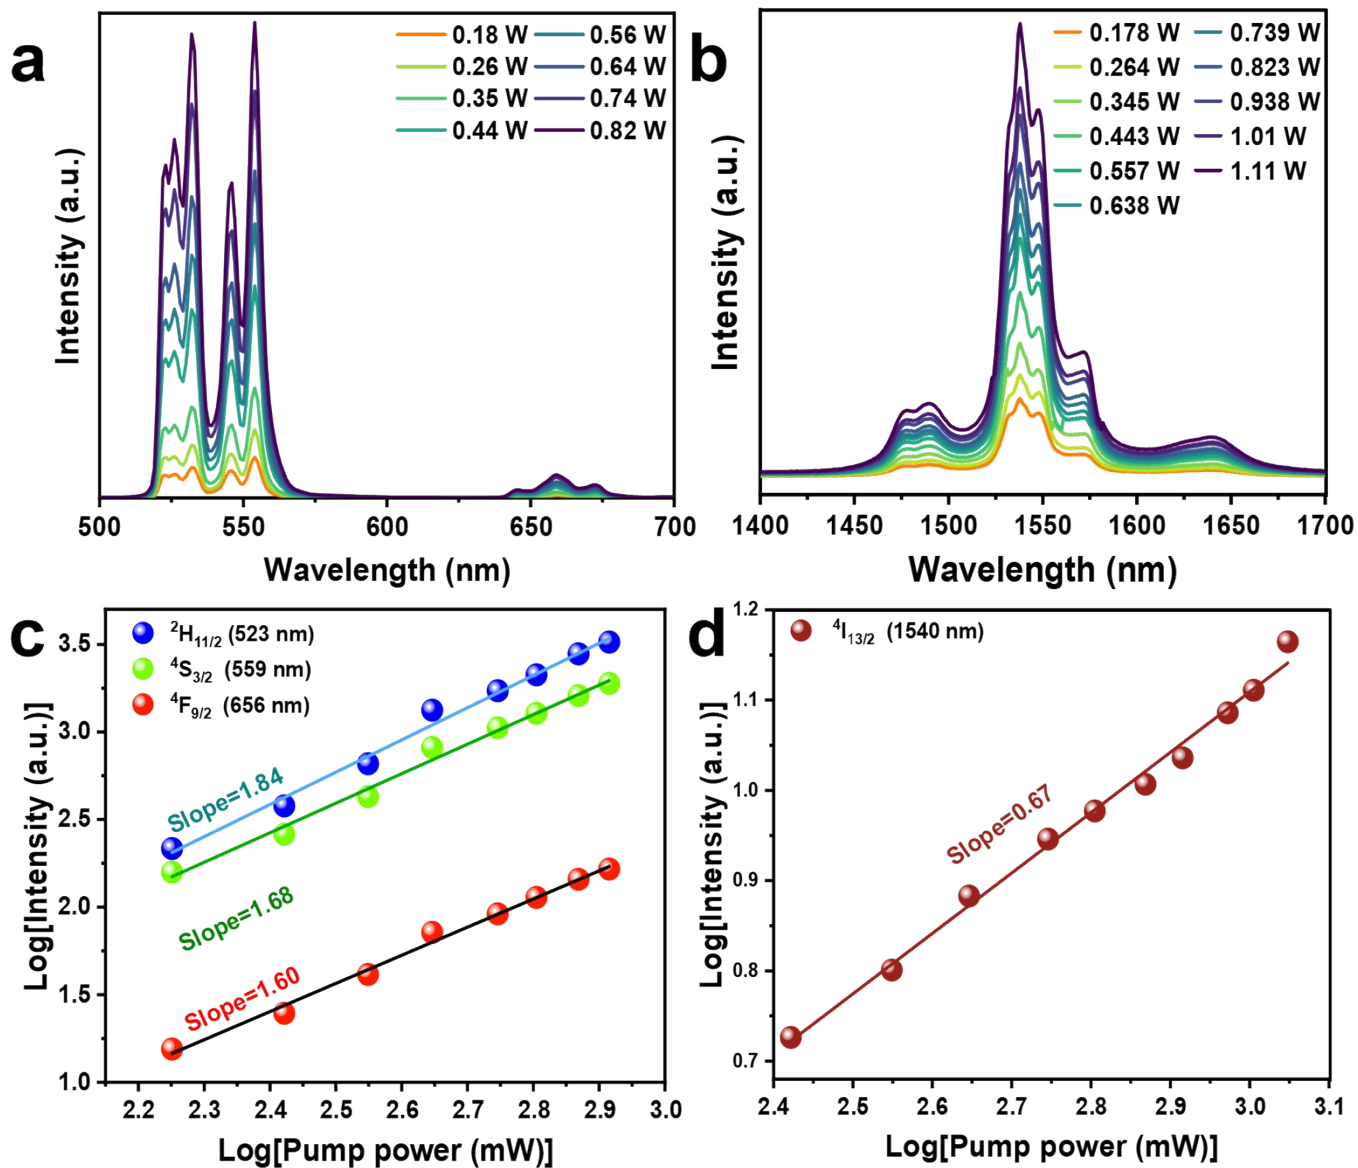 a
0.18 W 0.56 W
0.26 W 0.64 W
0.35 W 0.74 W
0.44 W 0.82 W
Intensity (a.u.)
500 550 600 650 700
Wavelength (nm)
b
0.178 W 0.739 W
0.264 W 0.823 W
0.345 W 0.938 W
0.443 W 1.01 W
0.557 W 1.11 W
0.638 W
Intensity (a.u.)
1400 1450 1500 1550 1600 1650 1700
Wavelength (nm)
c
²H₁₁/₂ (523 nm)
⁴S₃/₂ (559 nm)
⁴F₉/₂ (656 nm)
Slope=1.84
Slope=1.68
Slope=1.60
Log[Intensity (a.u.)]
3.5
3.0
2.5
2.0
1.5
1.0
2.2 2.3 2.4 2.5 2.6 2.7 2.8 2.9 3.0
Log[Pump power (mW)]
d
⁴I₁₃/₂ (1540 nm)
Slope=0.67
Log[Intensity (a.u.)]
1.2
1.1
1.0
0.9
0.8
0.7
2.4 2.5 2.6 2.7 2.8 2.9 3.0 3.1
Log[Pump power (mW)]